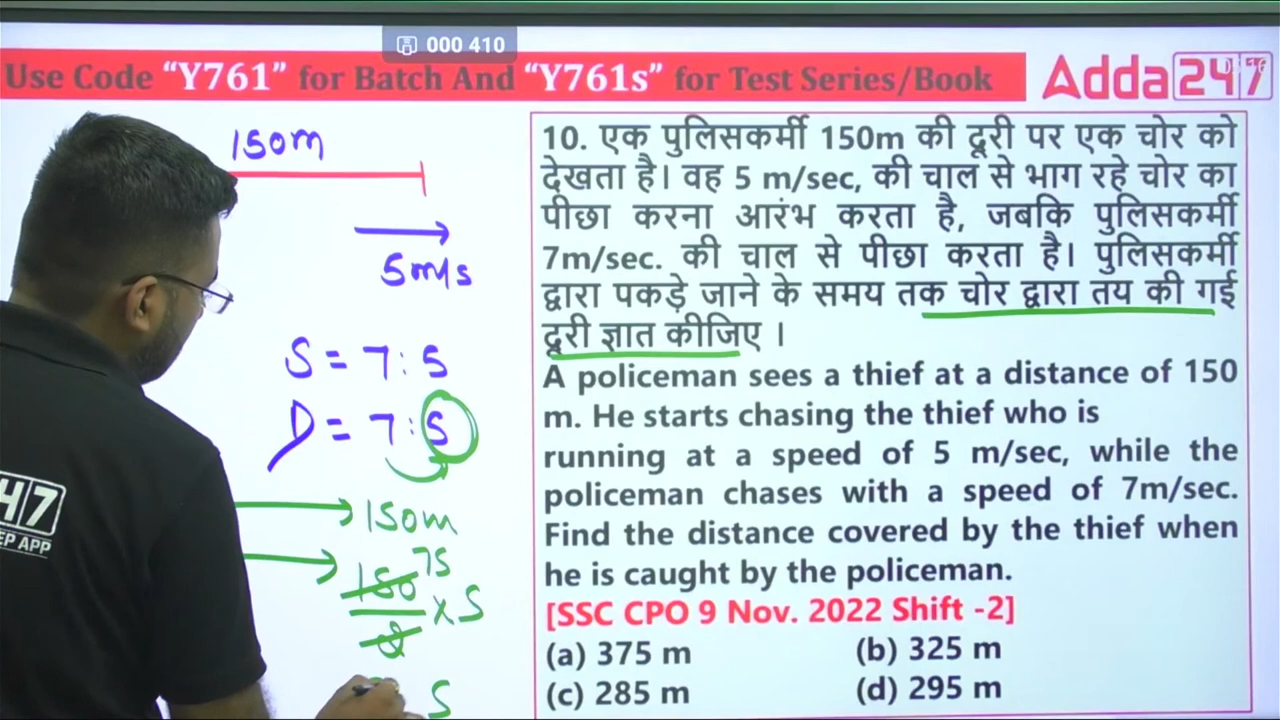 000 410
Use Code “Y761” for Batch And “Y761s” for Test Series/Book
Adda247
150m
5m/s
S = 7:5
D = 7:5
150m
150 75
2
×5
5
47
EP APP
10. एक पुलिसकर्मी 150m की दूरी पर एक चोर को
देखता है। वह 5 m/sec, की चाल से भाग रहे चोर का
पीछा करना आरंभ करता है, जबकि पुलिसकर्मी
7m/sec. की चाल से पीछा करता है। पुलिसकर्मी
द्वारा पकड़े जाने के समय तक चोर द्वारा तय की गई
दूरी ज्ञात कीजिए ।
A policeman sees a thief at a distance of 150
m. He starts chasing the thief who is
running at a speed of 5 m/sec, while the
policeman chases with a speed of 7m/sec.
Find the distance covered by the thief when
he is caught by the policeman.
[SSC CPO 9 Nov. 2022 Shift -2]
(a) 375 m (b) 325 m
(c) 285 m (d) 295 m